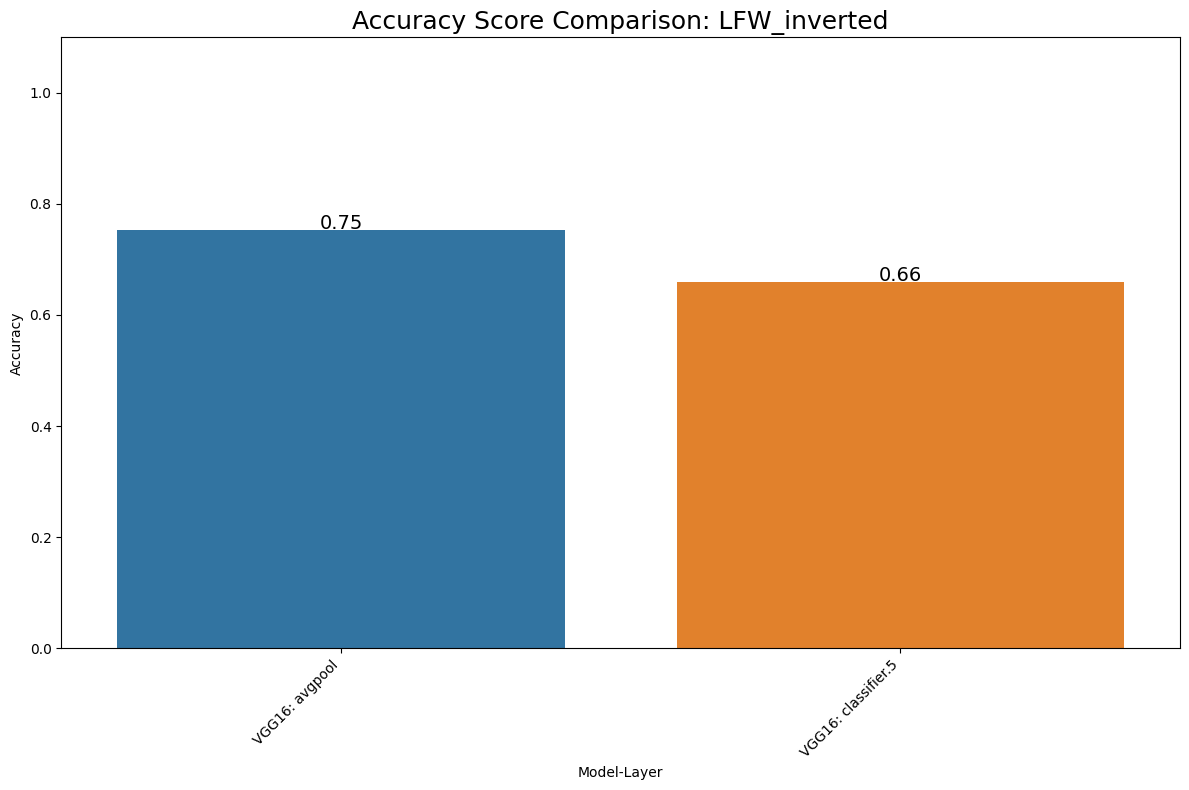 Accuracy Score Comparison: LFW_inverted
1.0
0.8
0.6
0.4
0.2
0.0
Accuracy
0.75
0.66
VGG16: avgpool
VGG16: classifier.5
Model-Layer